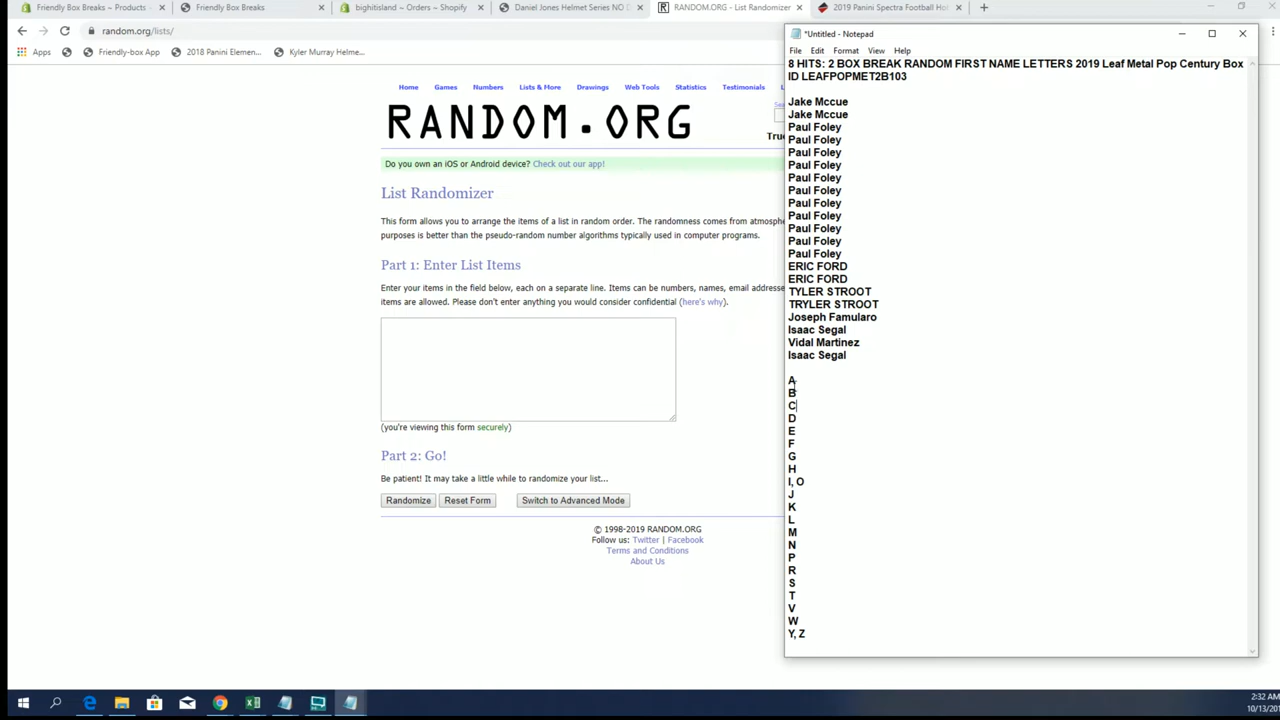 Friendly Box Breaks ~ Products -
Friendly Box Breaks
bighitisland ~ Orders ~ Shopify
Daniel Jones Helmet Series NO D
RANDOM.ORG - List Randomizer
2019 Panini Spectra Football Hot
random.org/lists/
Apps
Friendly-box App
2018 Panini Elemen...
Kyler Murray Helme...
*Untitled - Notepad
File Edit Format View Help
8 HITS: 2 BOX BREAK RANDOM FIRST NAME LETTERS 2019 Leaf Metal Pop Century Box
ID LEAFPOPMET2B103
Jake Mccue
Jake Mccue
Paul Foley
Paul Foley
Paul Foley
Paul Foley
Paul Foley
Paul Foley
Paul Foley
Paul Foley
Paul Foley
Paul Foley
Paul Foley
ERIC FORD
ERIC FORD
TYLER STROOT
TRYLER STROOT
Joseph Famularo
Isaac Segal
Vidal Martinez
Isaac Segal
A
B
C
D
E
F
G
H
I, O
J
K
L
M
N
P
R
S
T
V
W
Y, Z
Home Games Numbers Lists & More Drawings Web Tools Statistics Testimonials
RANDOM.ORG
Do you own an iOS or Android device? Check out our app!
List Randomizer
This form allows you to arrange the items of a list in random order. The randomness comes from atmosphe
purposes is better than the pseudo-random number algorithms typically used in computer programs.
Part 1: Enter List Items
Enter your items in the field below, each on a separate line. Items can be numbers, names, email addresse
items are allowed. Please don't enter anything you would consider confidential (here's why).
(you're viewing this form securely)
Part 2: Go!
Be patient! It may take a little while to randomize your list...
Randomize Reset Form Switch to Advanced Mode
© 1998-2019 RANDOM.ORG
Follow us: Twitter | Facebook
Terms and Conditions
About Us
2:32 AM
10/13/201